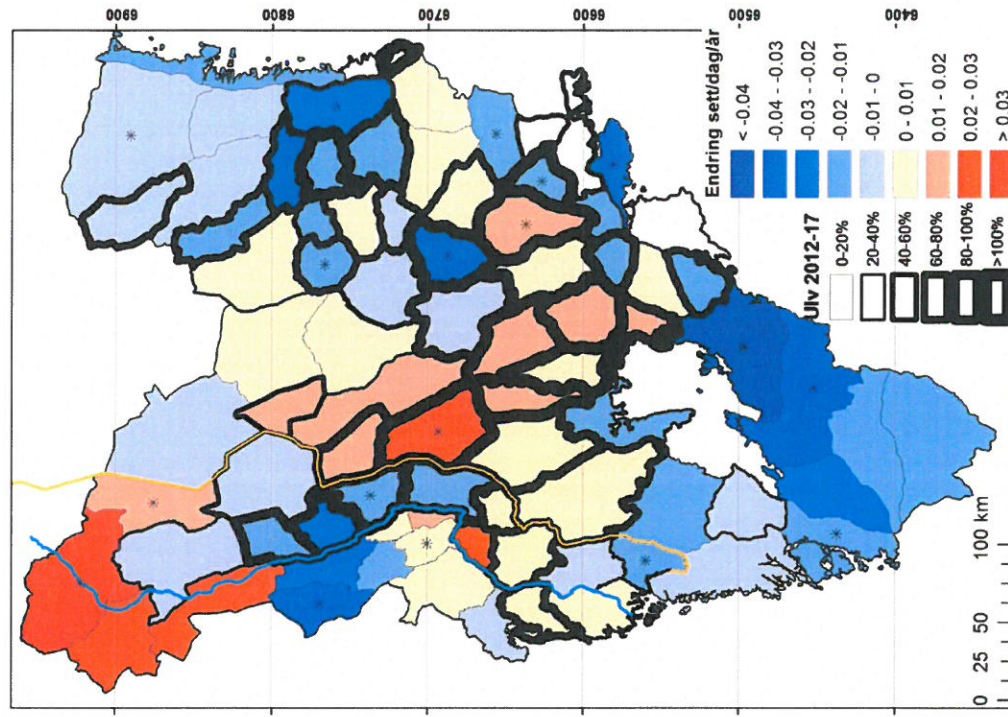 6900
6800
6700
6600
6500
6400
Endring sett/dag/år
< -0.04
-0.04 - -0.03
-0.03 - -0.02
-0.02 - -0.01
-0.01 - 0
0 - 0.01
0.01 - 0.02
0.02 - 0.03
> 0.03
Ulv 2012-17
0-20%
20-40%
40-60%
60-80%
80-100%
>100%
0 25 50 100 km